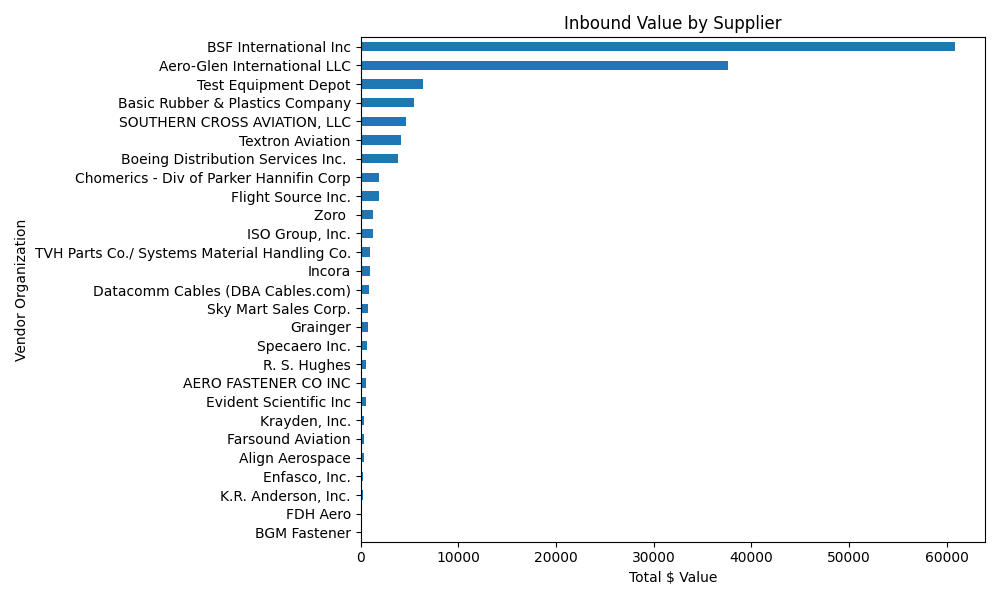 Inbound Value by Supplier
BSF International Inc
Aero-Glen International LLC
Test Equipment Depot
Basic Rubber & Plastics Company
SOUTHERN CROSS AVIATION, LLC
Textron Aviation
Boeing Distribution Services Inc.
Chomerics - Div of Parker Hannifin Corp
Flight Source Inc.
Zoro
ISO Group, Inc.
TVH Parts Co./ Systems Material Handling Co.
Incora
Datacomm Cables (DBA Cables.com)
Sky Mart Sales Corp.
Grainger
Specaero Inc.
R. S. Hughes
AERO FASTENER CO INC
Evident Scientific Inc
Krayden, Inc.
Farsound Aviation
Align Aerospace
Enfasco, Inc.
K.R. Anderson, Inc.
FDH Aero
BGM Fastener
Vendor Organization
0 10000 20000 30000 40000 50000 60000
Total $ Value